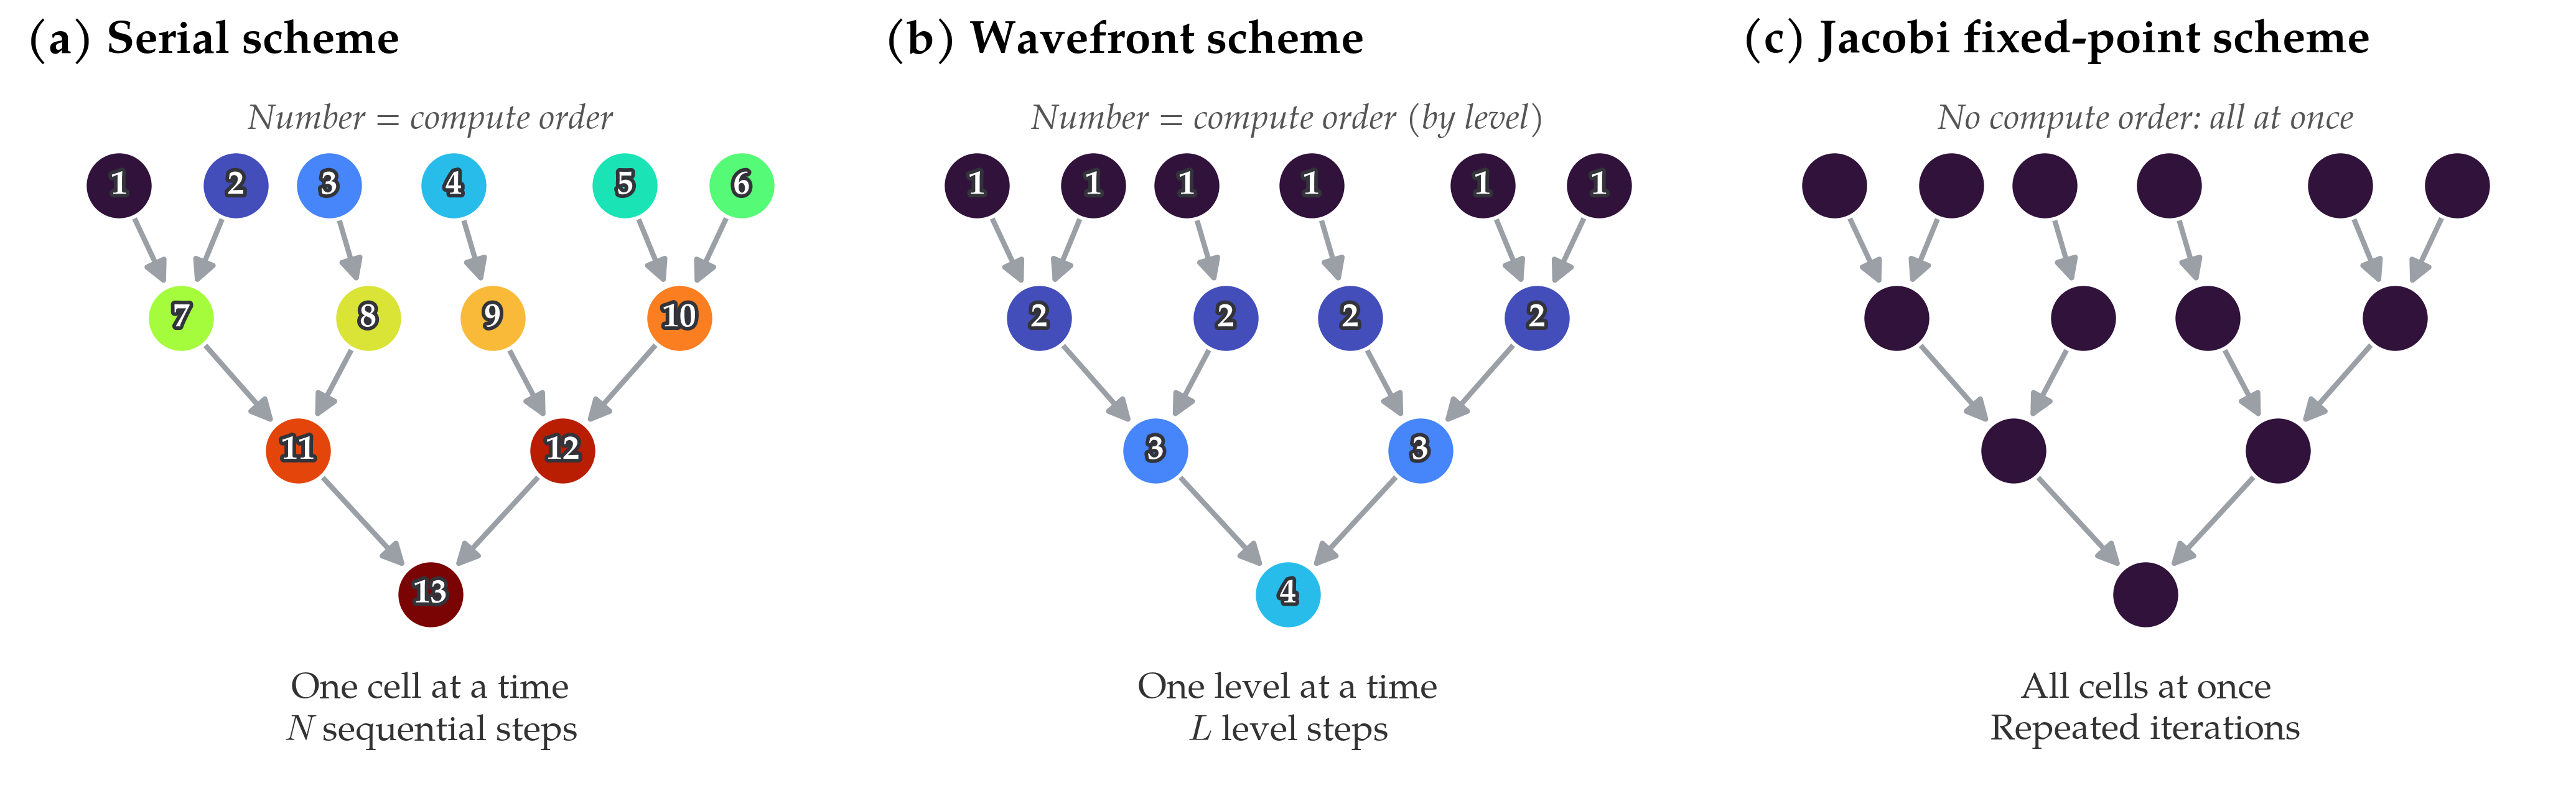 (a) Serial scheme
Number = compute order
1 2 3 4 5 6
7 8 9 10
11 12
13
One cell at a time
N sequential steps
(b) Wavefront scheme
Number = compute order (by level)
1 1 1 1 1 1
2 2 2 2
3 3
4
One level at a time
L level steps
(c) Jacobi fixed-point scheme
No compute order: all at once
All cells at once
Repeated iterations